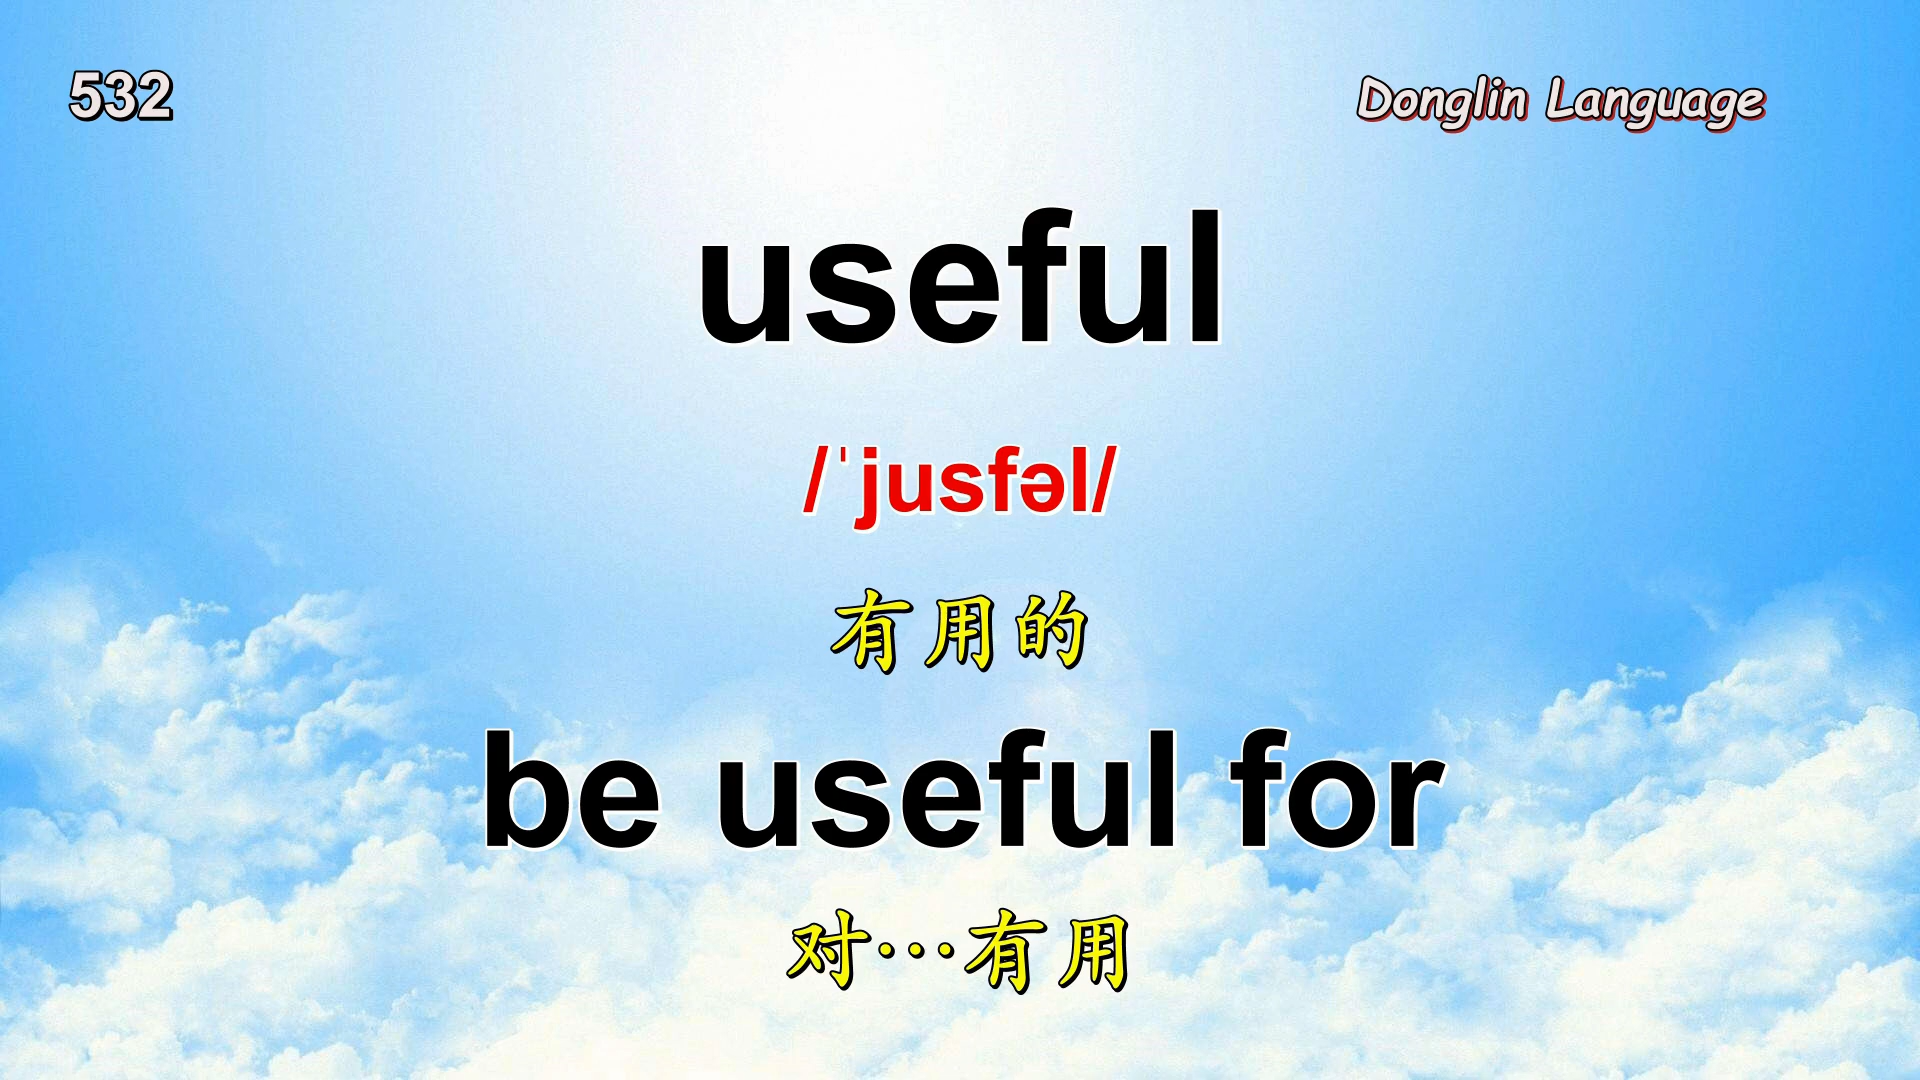 532
Donglin Language
useful
/ˈjusfəl/
有用的
be useful for
对…有用